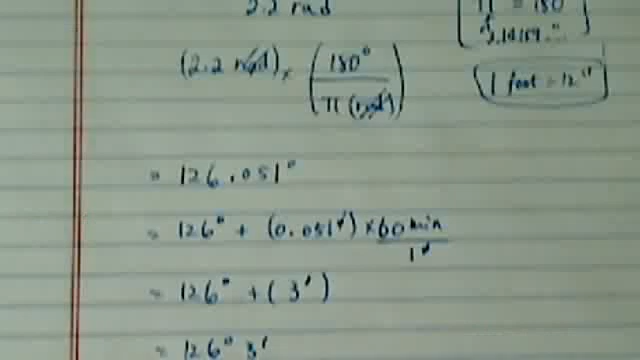 2.2 rad
π = 180°
3.14159...
1 foot = 12"
(2.2 rad) × (180° / π (rad))
= 126.051°
= 126° + (0.051°) × 60 min / 1°
= 126° + (3')
= 126° 3'